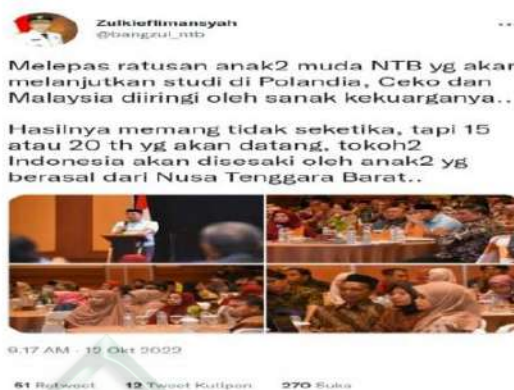 Zulkieflimansyah
@bangzul_ntb
Melepas ratusan anak2 muda NTB yg akan
melanjutkan studi di Polandia, Ceko dan
Malaysia diiringi oleh sanak kekuarganya..
Hasilnya memang tidak seketika, tapi 15
atau 20 th yg akan datang, tokoh2
Indonesia akan disesaki oleh anak2 yg
berasal dari Nusa Tenggara Barat..
9.17 AM · 12 Okt 2022
51 Retweet 12 Tweet Kutipan 270 Suka